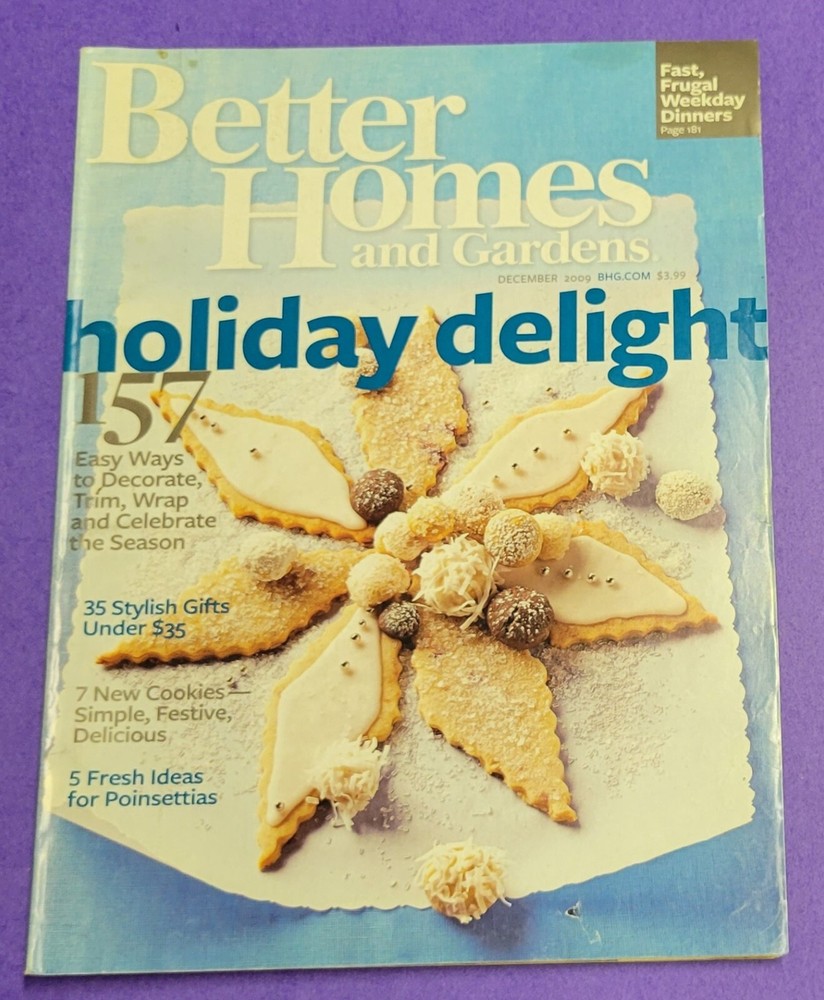 Better
Homes
and Gardens
Fast,
Frugal
Weekday
Dinners
Page 181
DECEMBER 2009 BHG.COM $3.99
holiday delight
157
Easy Ways
to Decorate,
Trim, Wrap
and Celebrate
the Season
35 Stylish Gifts
Under $35
7 New Cookies—
Simple, Festive,
Delicious
5 Fresh Ideas
for Poinsettias